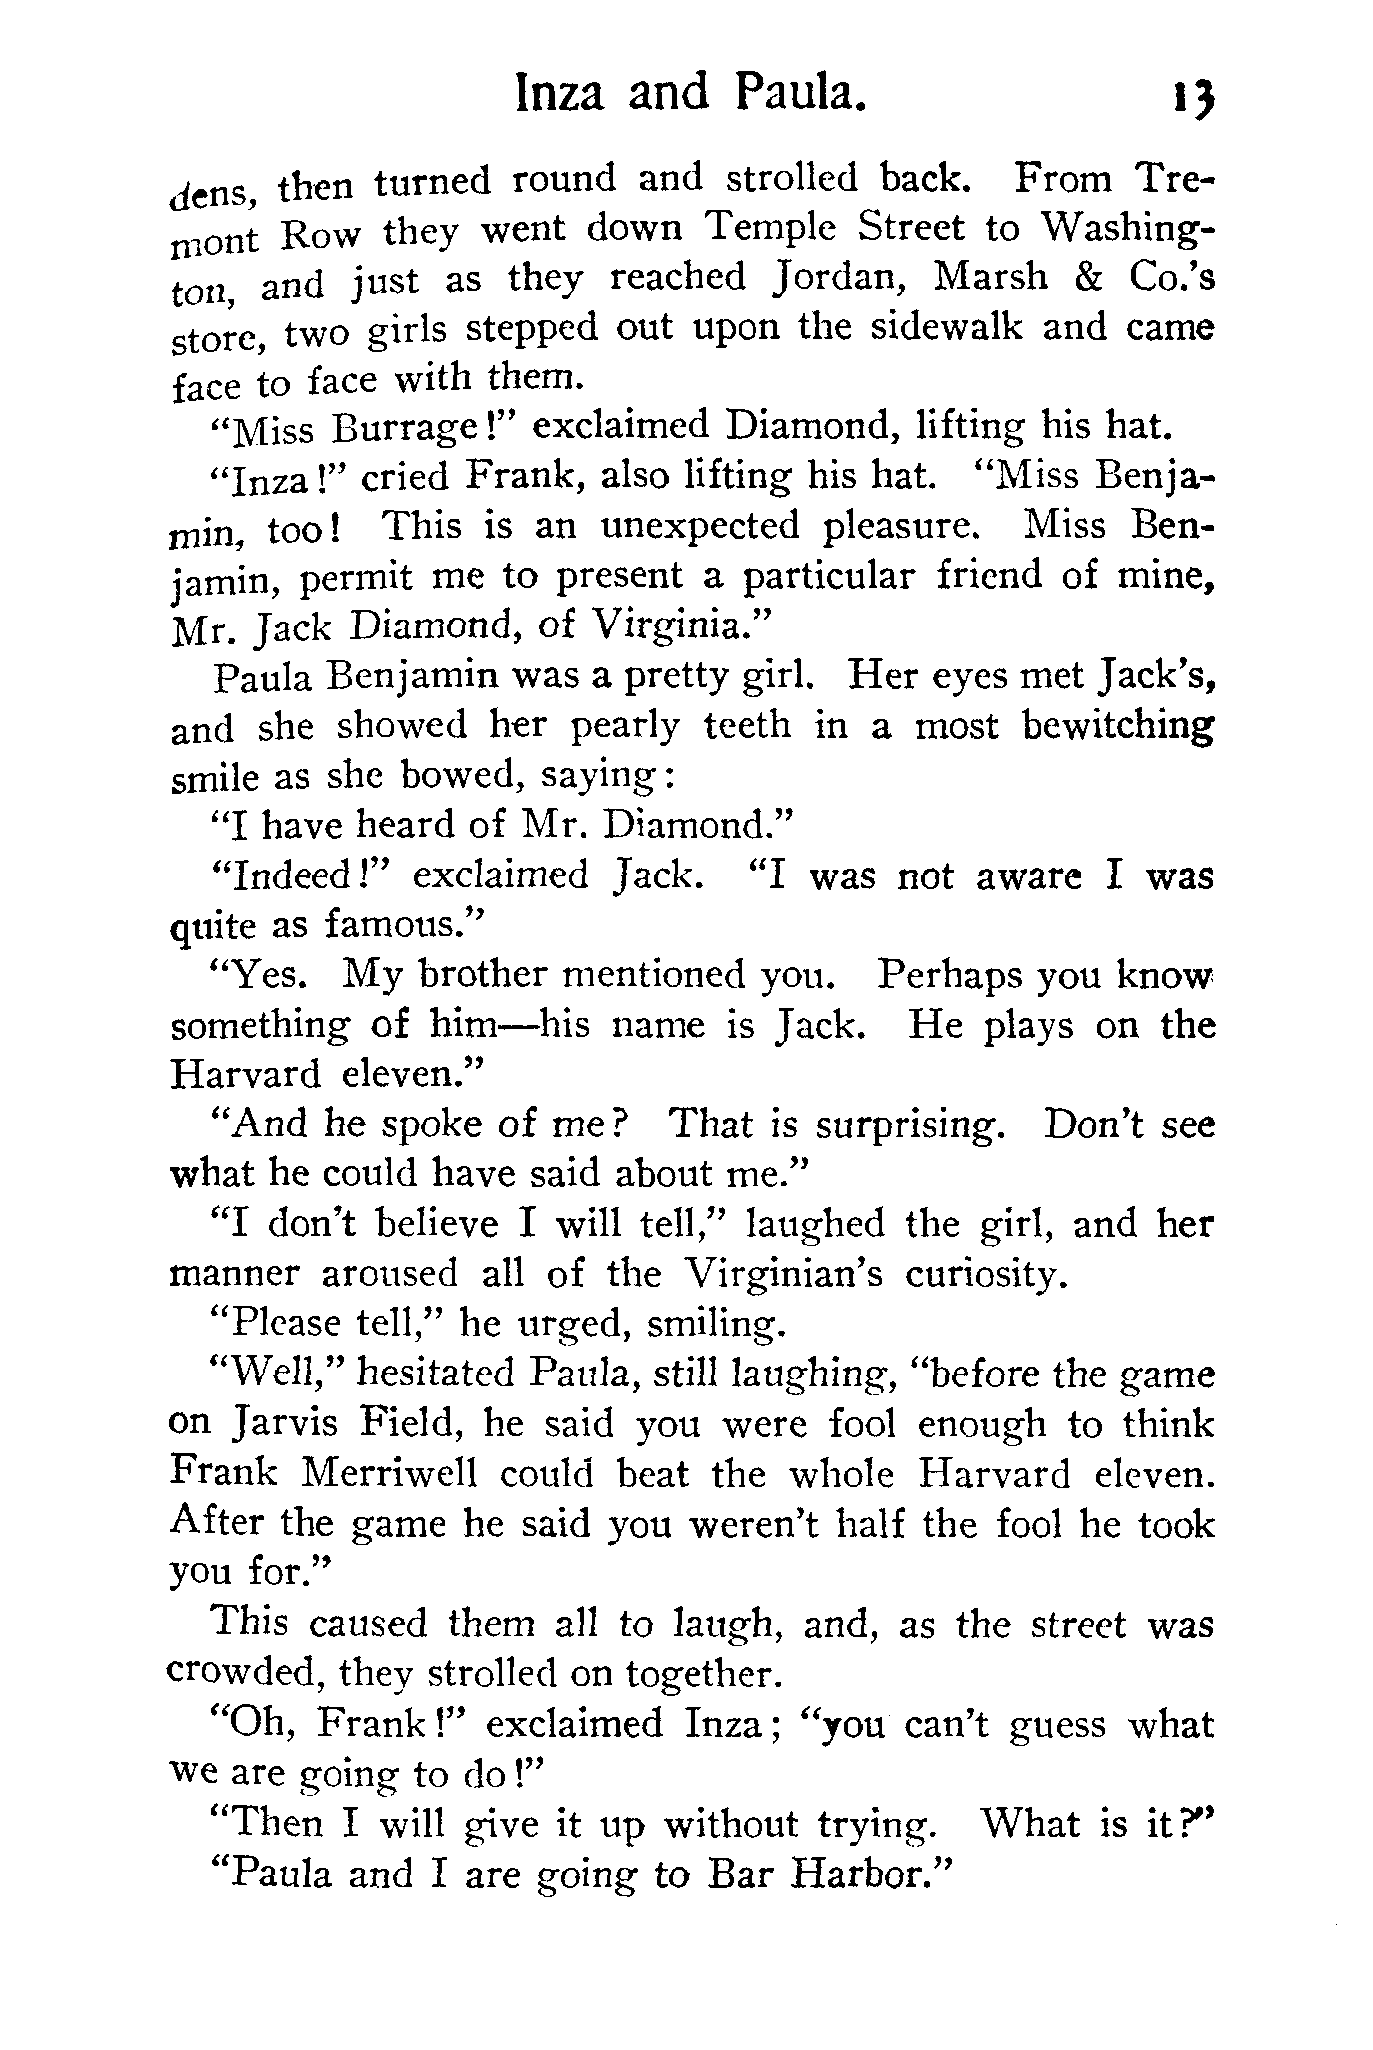 Inza and Paula. 13
dens, then turned round and strolled back. From Tre-
mont Row they went down Temple Street to Washing-
ton, and just as they reached Jordan, Marsh & Co.'s
store, two girls stepped out upon the sidewalk and came
face to face with them.
"Miss Burrage!" exclaimed Diamond, lifting his hat.
"Inza!" cried Frank, also lifting his hat. "Miss Benja-
min, too! This is an unexpected pleasure. Miss Ben-
jamin, permit me to present a particular friend of mine,
Mr. Jack Diamond, of Virginia."
Paula Benjamin was a pretty girl. Her eyes met Jack's,
and she showed her pearly teeth in a most bewitching
smile as she bowed, saying:
"I have heard of Mr. Diamond."
"Indeed!" exclaimed Jack. "I was not aware I was
quite as famous."
"Yes. My brother mentioned you. Perhaps you know
something of him—his name is Jack. He plays on the
Harvard eleven."
"And he spoke of me? That is surprising. Don't see
what he could have said about me."
"I don't believe I will tell," laughed the girl, and her
manner aroused all of the Virginian's curiosity.
"Please tell," he urged, smiling.
"Well," hesitated Paula, still laughing, "before the game
on Jarvis Field, he said you were fool enough to think
Frank Merriwell could beat the whole Harvard eleven.
After the game he said you weren't half the fool he took
you for."
This caused them all to laugh, and, as the street was
crowded, they strolled on together.
"Oh, Frank!" exclaimed Inza; "you can't guess what
we are going to do!"
"Then I will give it up without trying. What is it?"
"Paula and I are going to Bar Harbor."